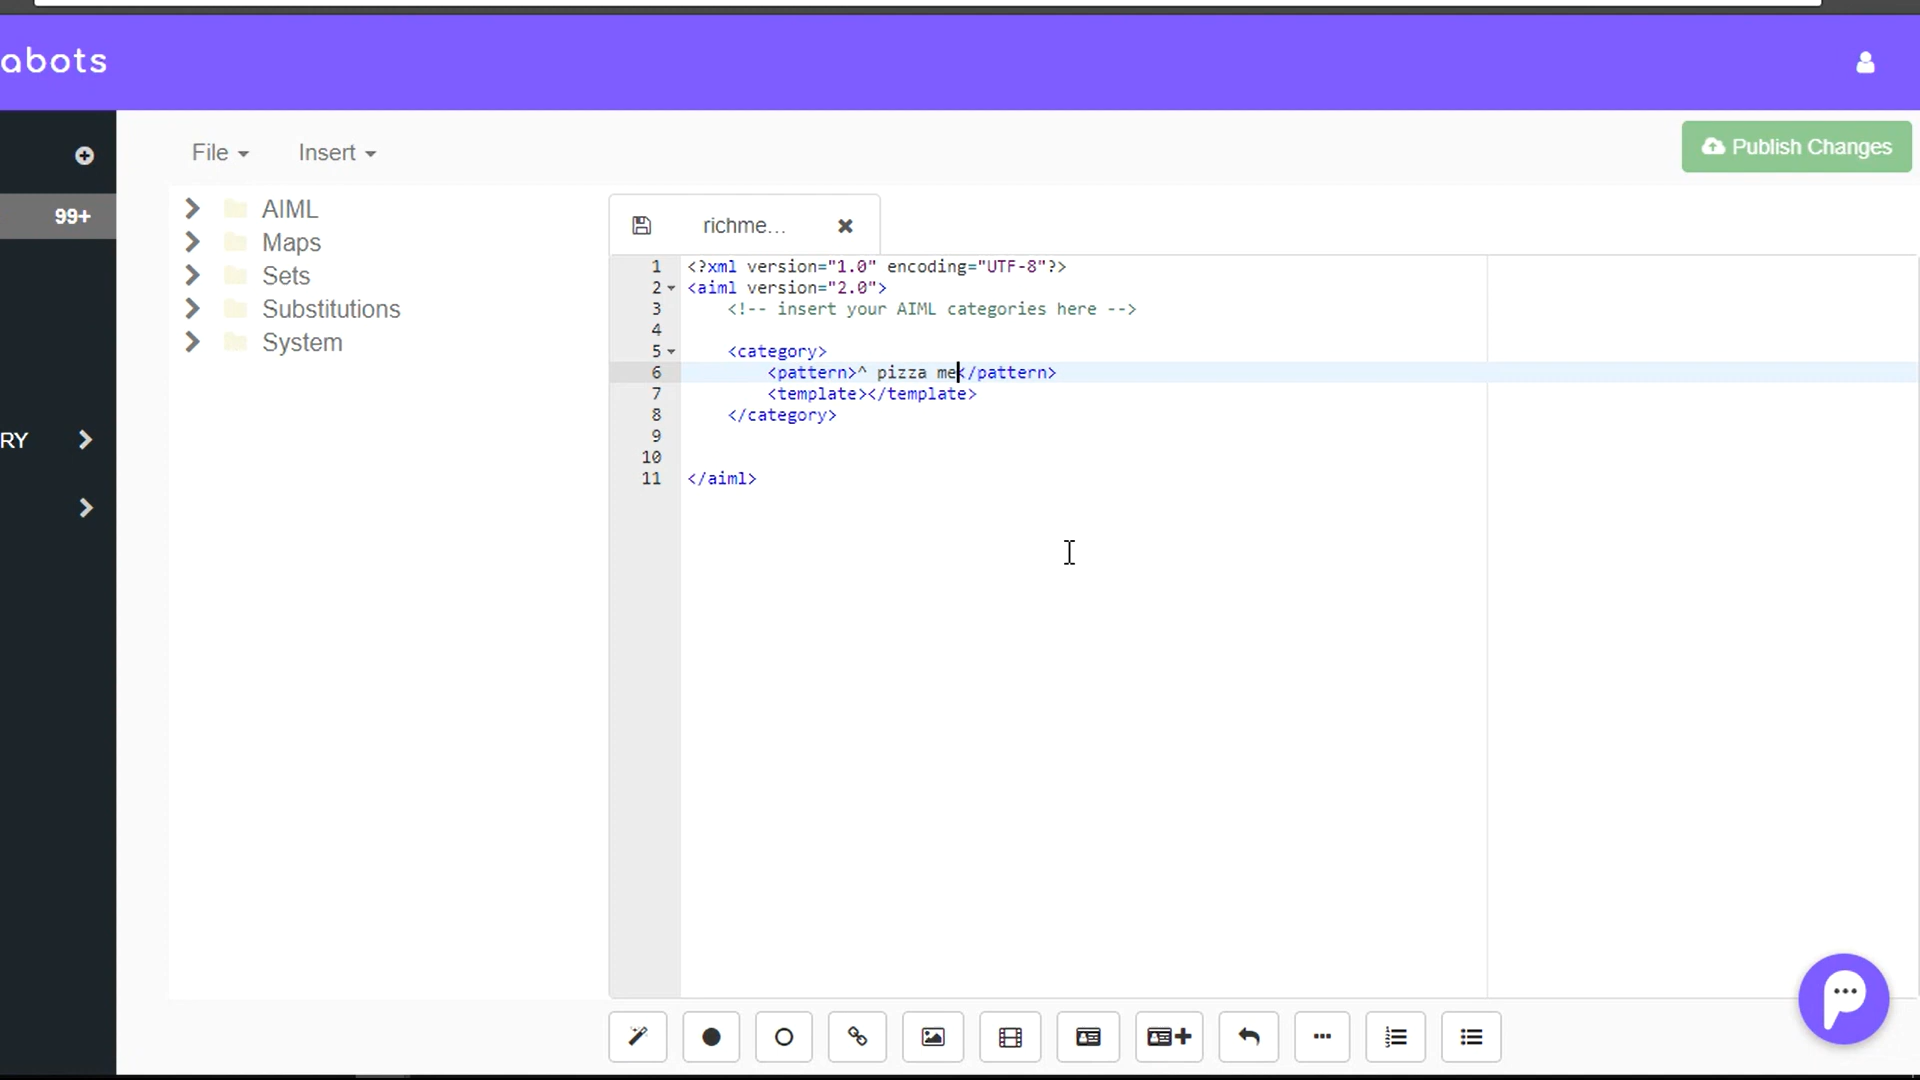 abots
File Insert
Publish Changes
99+
AIML
Maps
Sets
Substitutions
System
RY
richme...
1 <?xml version="1.0" encoding="UTF-8"?>
2 <aiml version="2.0">
3 <!-- insert your AIML categories here -->
4
5 <category>
6 <pattern>^ pizza me</pattern>
7 <template></template>
8 </category>
9
10
11 </aiml>